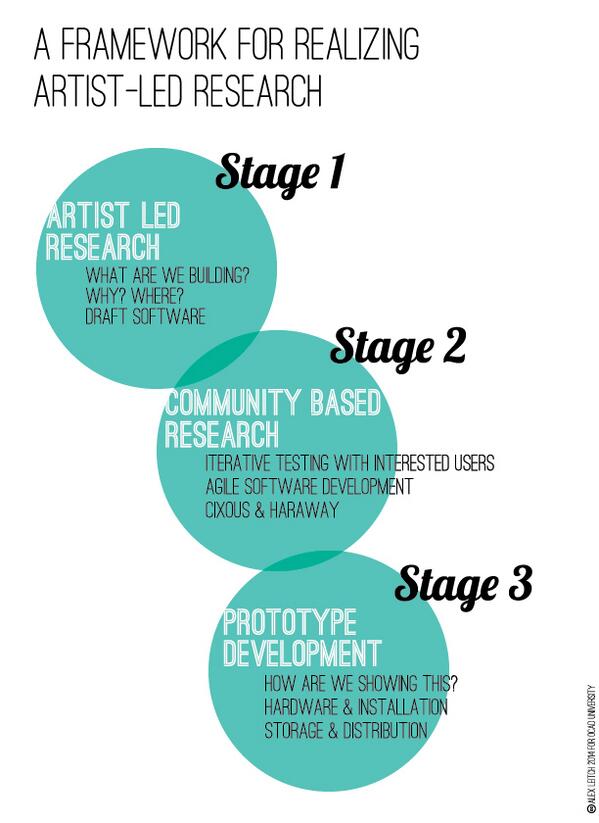 A FRAMEWORK FOR REALIZING
ARTIST-LED RESEARCH
Stage 1
ARTIST LED
RESEARCH
WHAT ARE WE BUILDING?
WHY? WHERE?
DRAFT SOFTWARE
Stage 2
COMMUNITY BASED
RESEARCH
ITERATIVE TESTING WITH INTERESTED USERS
AGILE SOFTWARE DEVELOPMENT
CIXOUS & HARAWAY
Stage 3
PROTOTYPE
DEVELOPMENT
HOW ARE WE SHOWING THIS?
HARDWARE & INSTALLATION
STORAGE & DISTRIBUTION
© ALEX LEITCH 2014 FOR OCAD UNIVERSITY